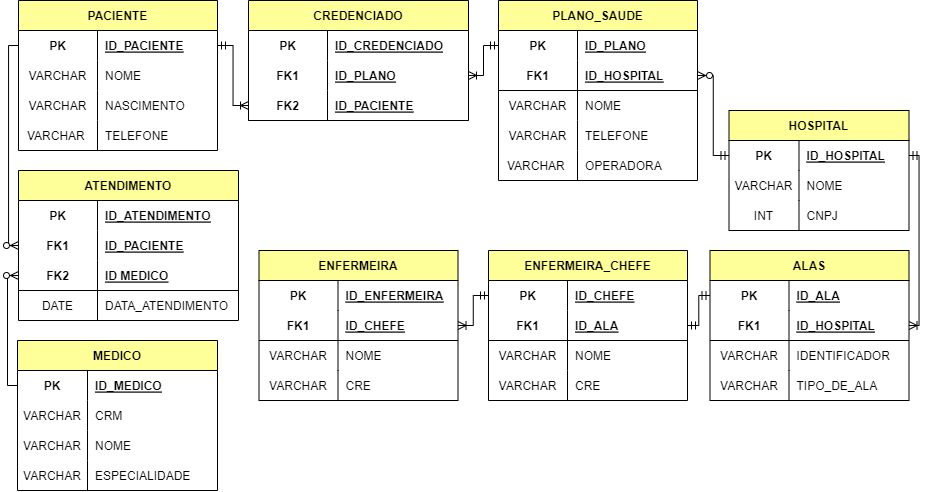 PACIENTE
PK ID_PACIENTE
VARCHAR NOME
VARCHAR NASCIMENTO
VARCHAR TELEFONE
CREDENCIADO
PK ID_CREDENCIADO
FK1 ID_PLANO
FK2 ID_PACIENTE
PLANO_SAUDE
PK ID_PLANO
FK1 ID_HOSPITAL
VARCHAR NOME
VARCHAR TELEFONE
VARCHAR OPERADORA
HOSPITAL
PK ID_HOSPITAL
VARCHAR NOME
INT CNPJ
ATENDIMENTO
PK ID_ATENDIMENTO
FK1 ID_PACIENTE
FK2 ID MEDICO
DATE DATA_ATENDIMENTO
ENFERMEIRA
PK ID_ENFERMEIRA
FK1 ID_CHEFE
VARCHAR NOME
VARCHAR CRE
ENFERMEIRA_CHEFE
PK ID_CHEFE
FK1 ID_ALA
VARCHAR NOME
VARCHAR CRE
ALAS
PK ID_ALA
FK1 ID_HOSPITAL
VARCHAR IDENTIFICADOR
VARCHAR TIPO_DE_ALA
MEDICO
PK ID_MEDICO
VARCHAR CRM
VARCHAR NOME
VARCHAR ESPECIALIDADE